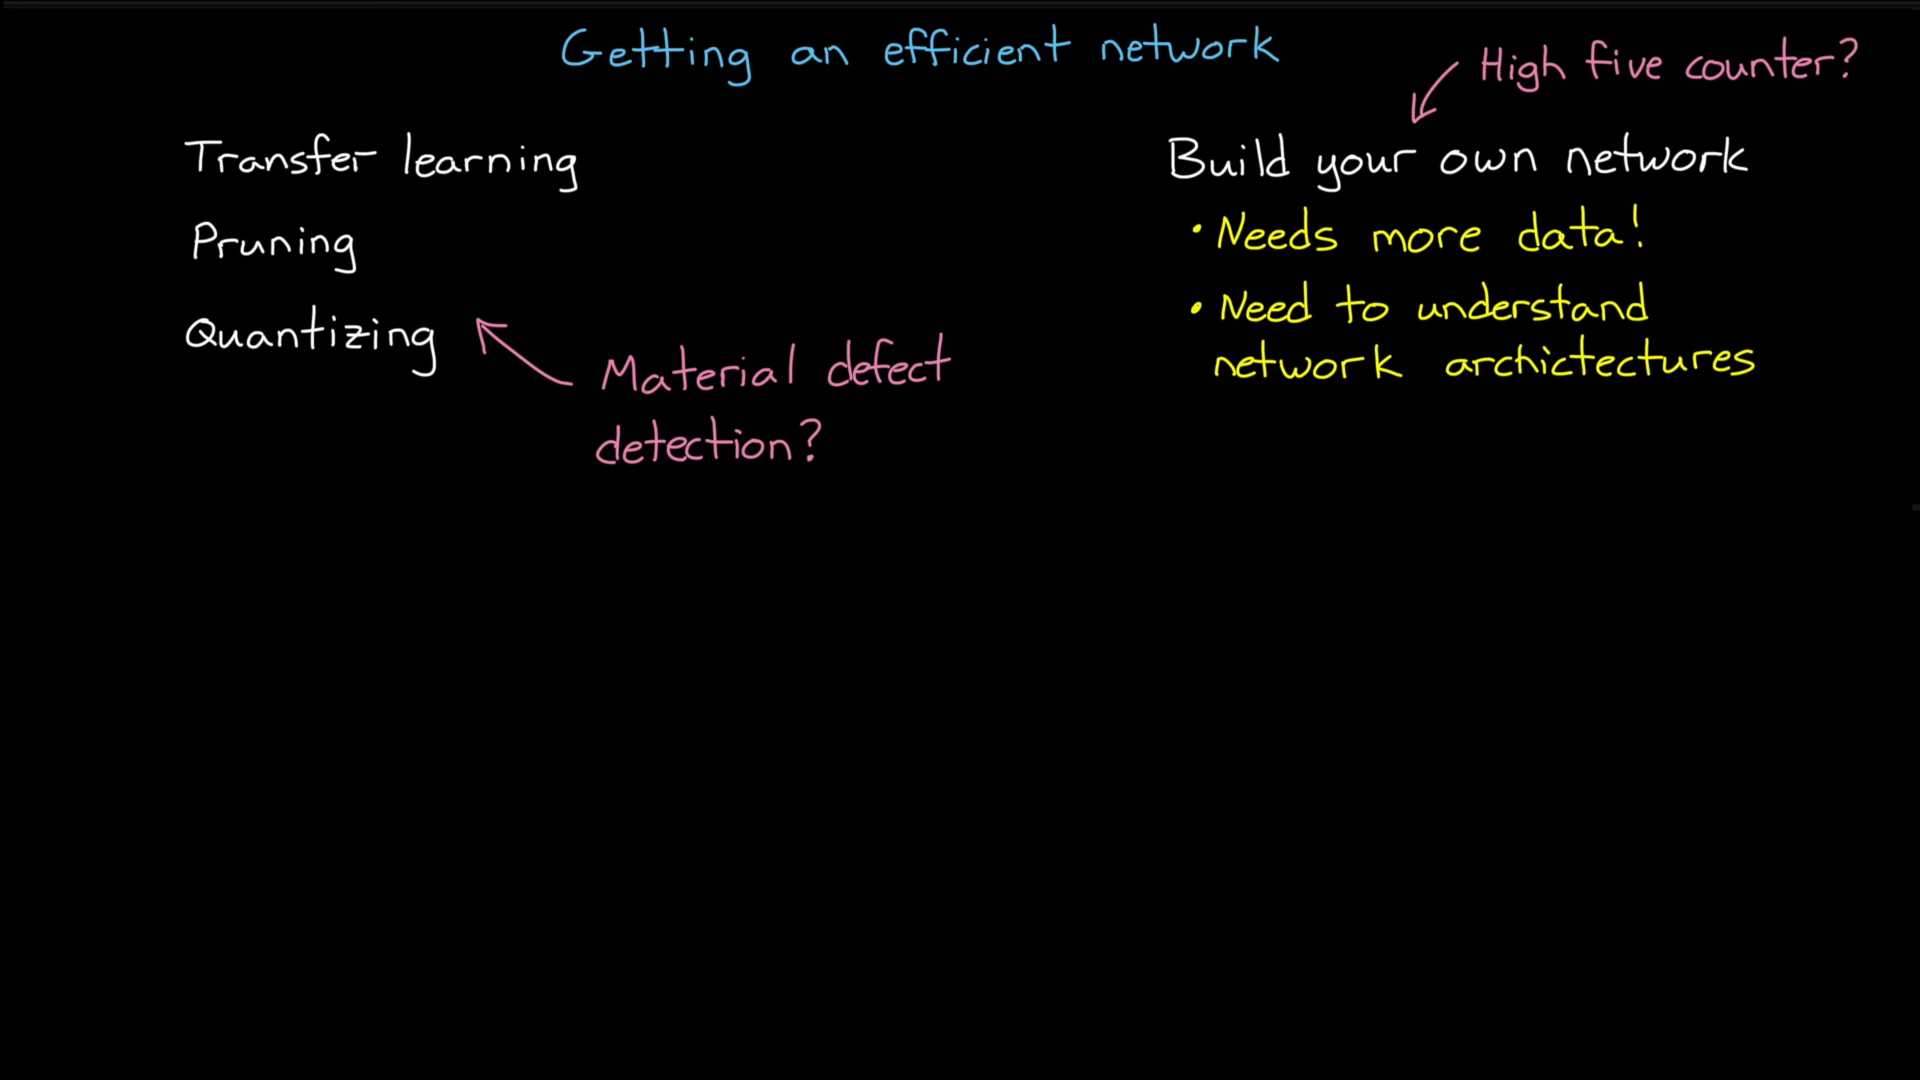 Getting an efficient network
High five counter?
Transfer learning
Pruning
Quantizing
Material defect
detection?
Build your own network
• Needs more data!
• Need to understand
network archictectures